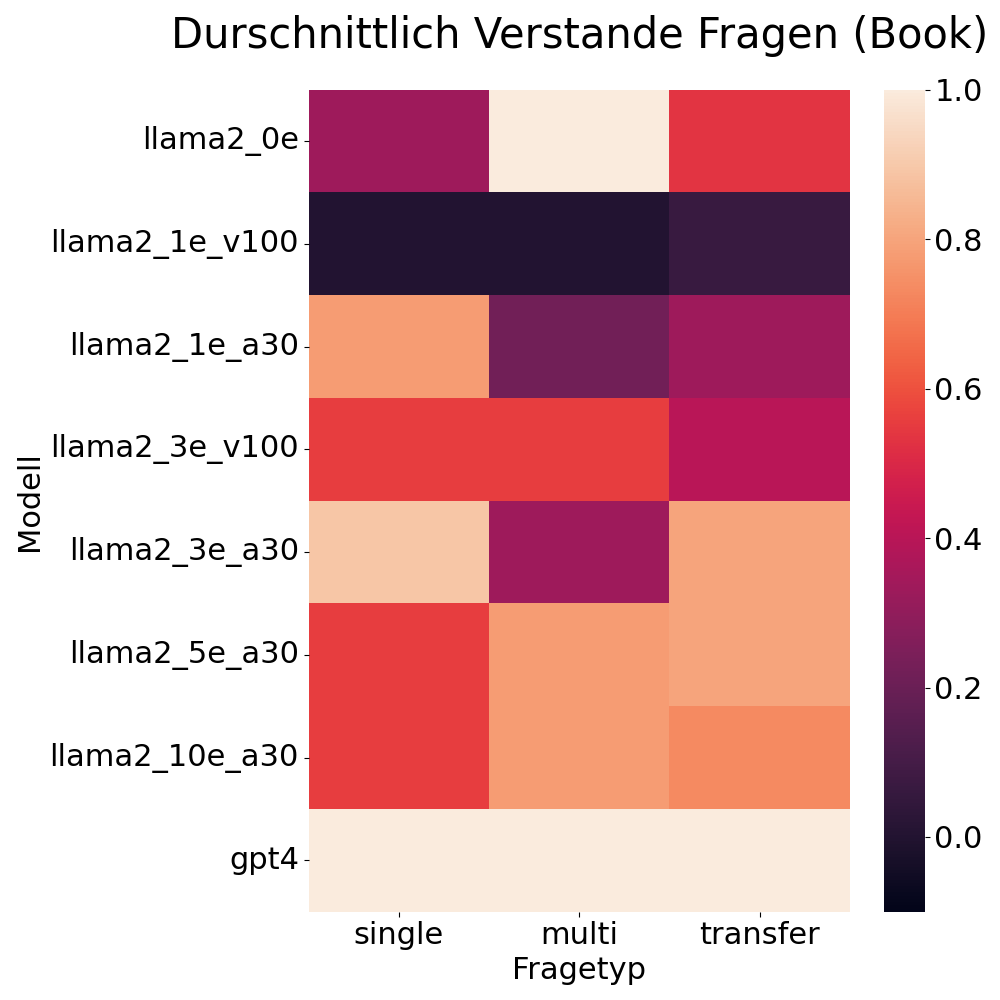 Durschnittlich Verstande Fragen (Book)
llama2_0e
llama2_1e_v100
llama2_1e_a30
llama2_3e_v100
llama2_3e_a30
llama2_5e_a30
llama2_10e_a30
gpt4
Modell
single multi transfer
Fragetyp
1.0
0.8
0.6
0.4
0.2
0.0